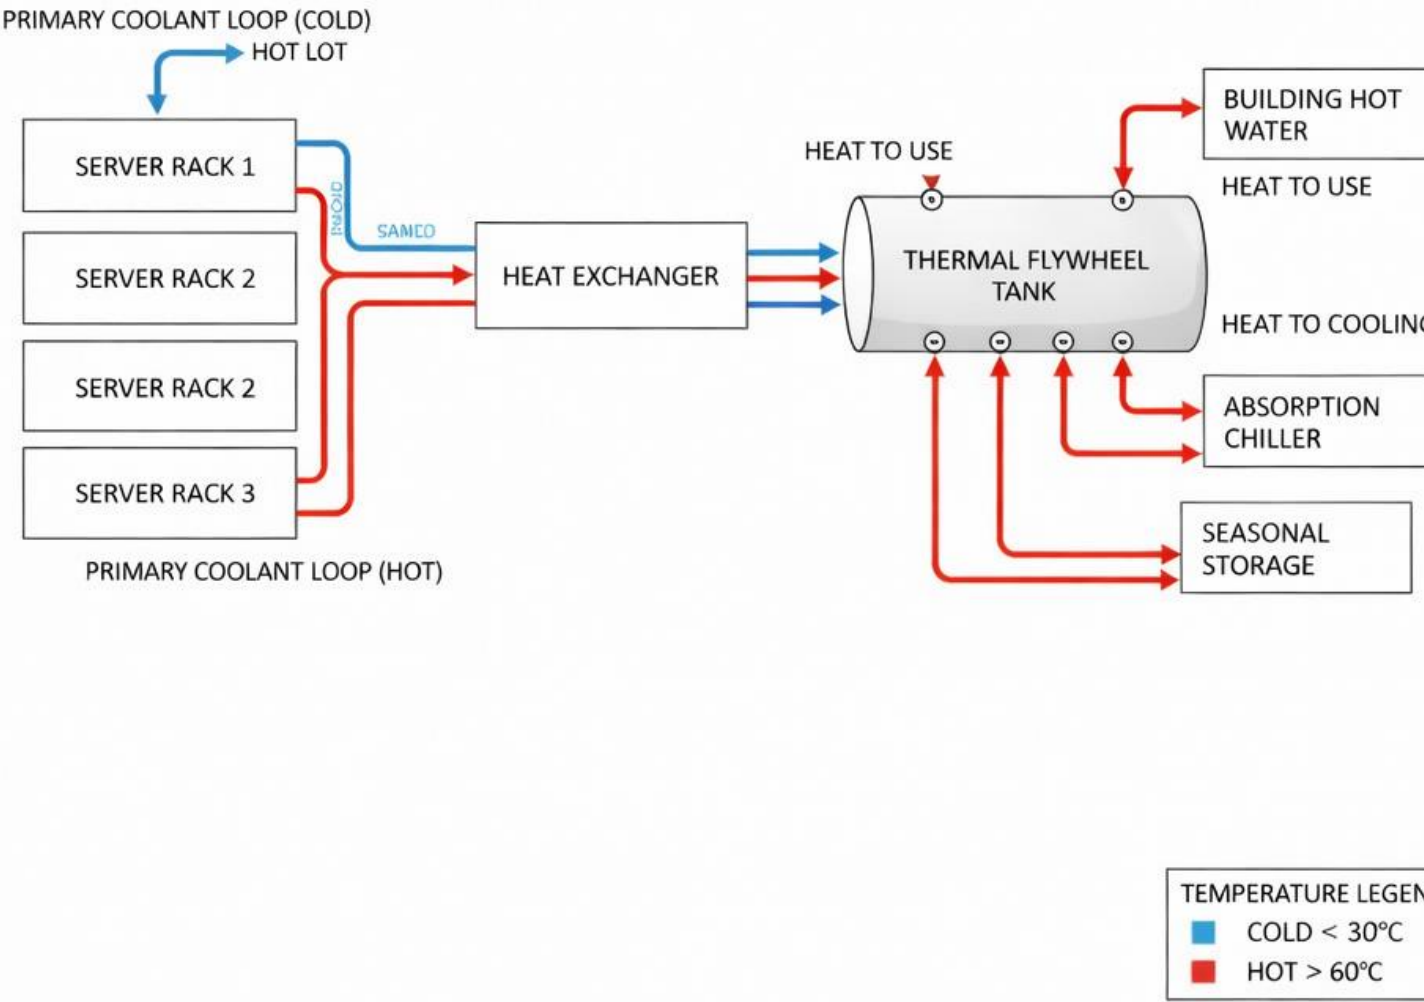 PRIMARY COOLANT LOOP (COLD)
HOT LOT
SERVER RACK 1
SERVER RACK 2
SERVER RACK 2
SERVER RACK 3
PRIMARY COOLANT LOOP (HOT)
SAMEO
HEAT EXCHANGER
HEAT TO USE
THERMAL FLYWHEEL
TANK
BUILDING HOT
WATER
HEAT TO USE
HEAT TO COOLING
ABSORPTION
CHILLER
SEASONAL
STORAGE
TEMPERATURE LEGEN
COLD < 30°C
HOT > 60°C